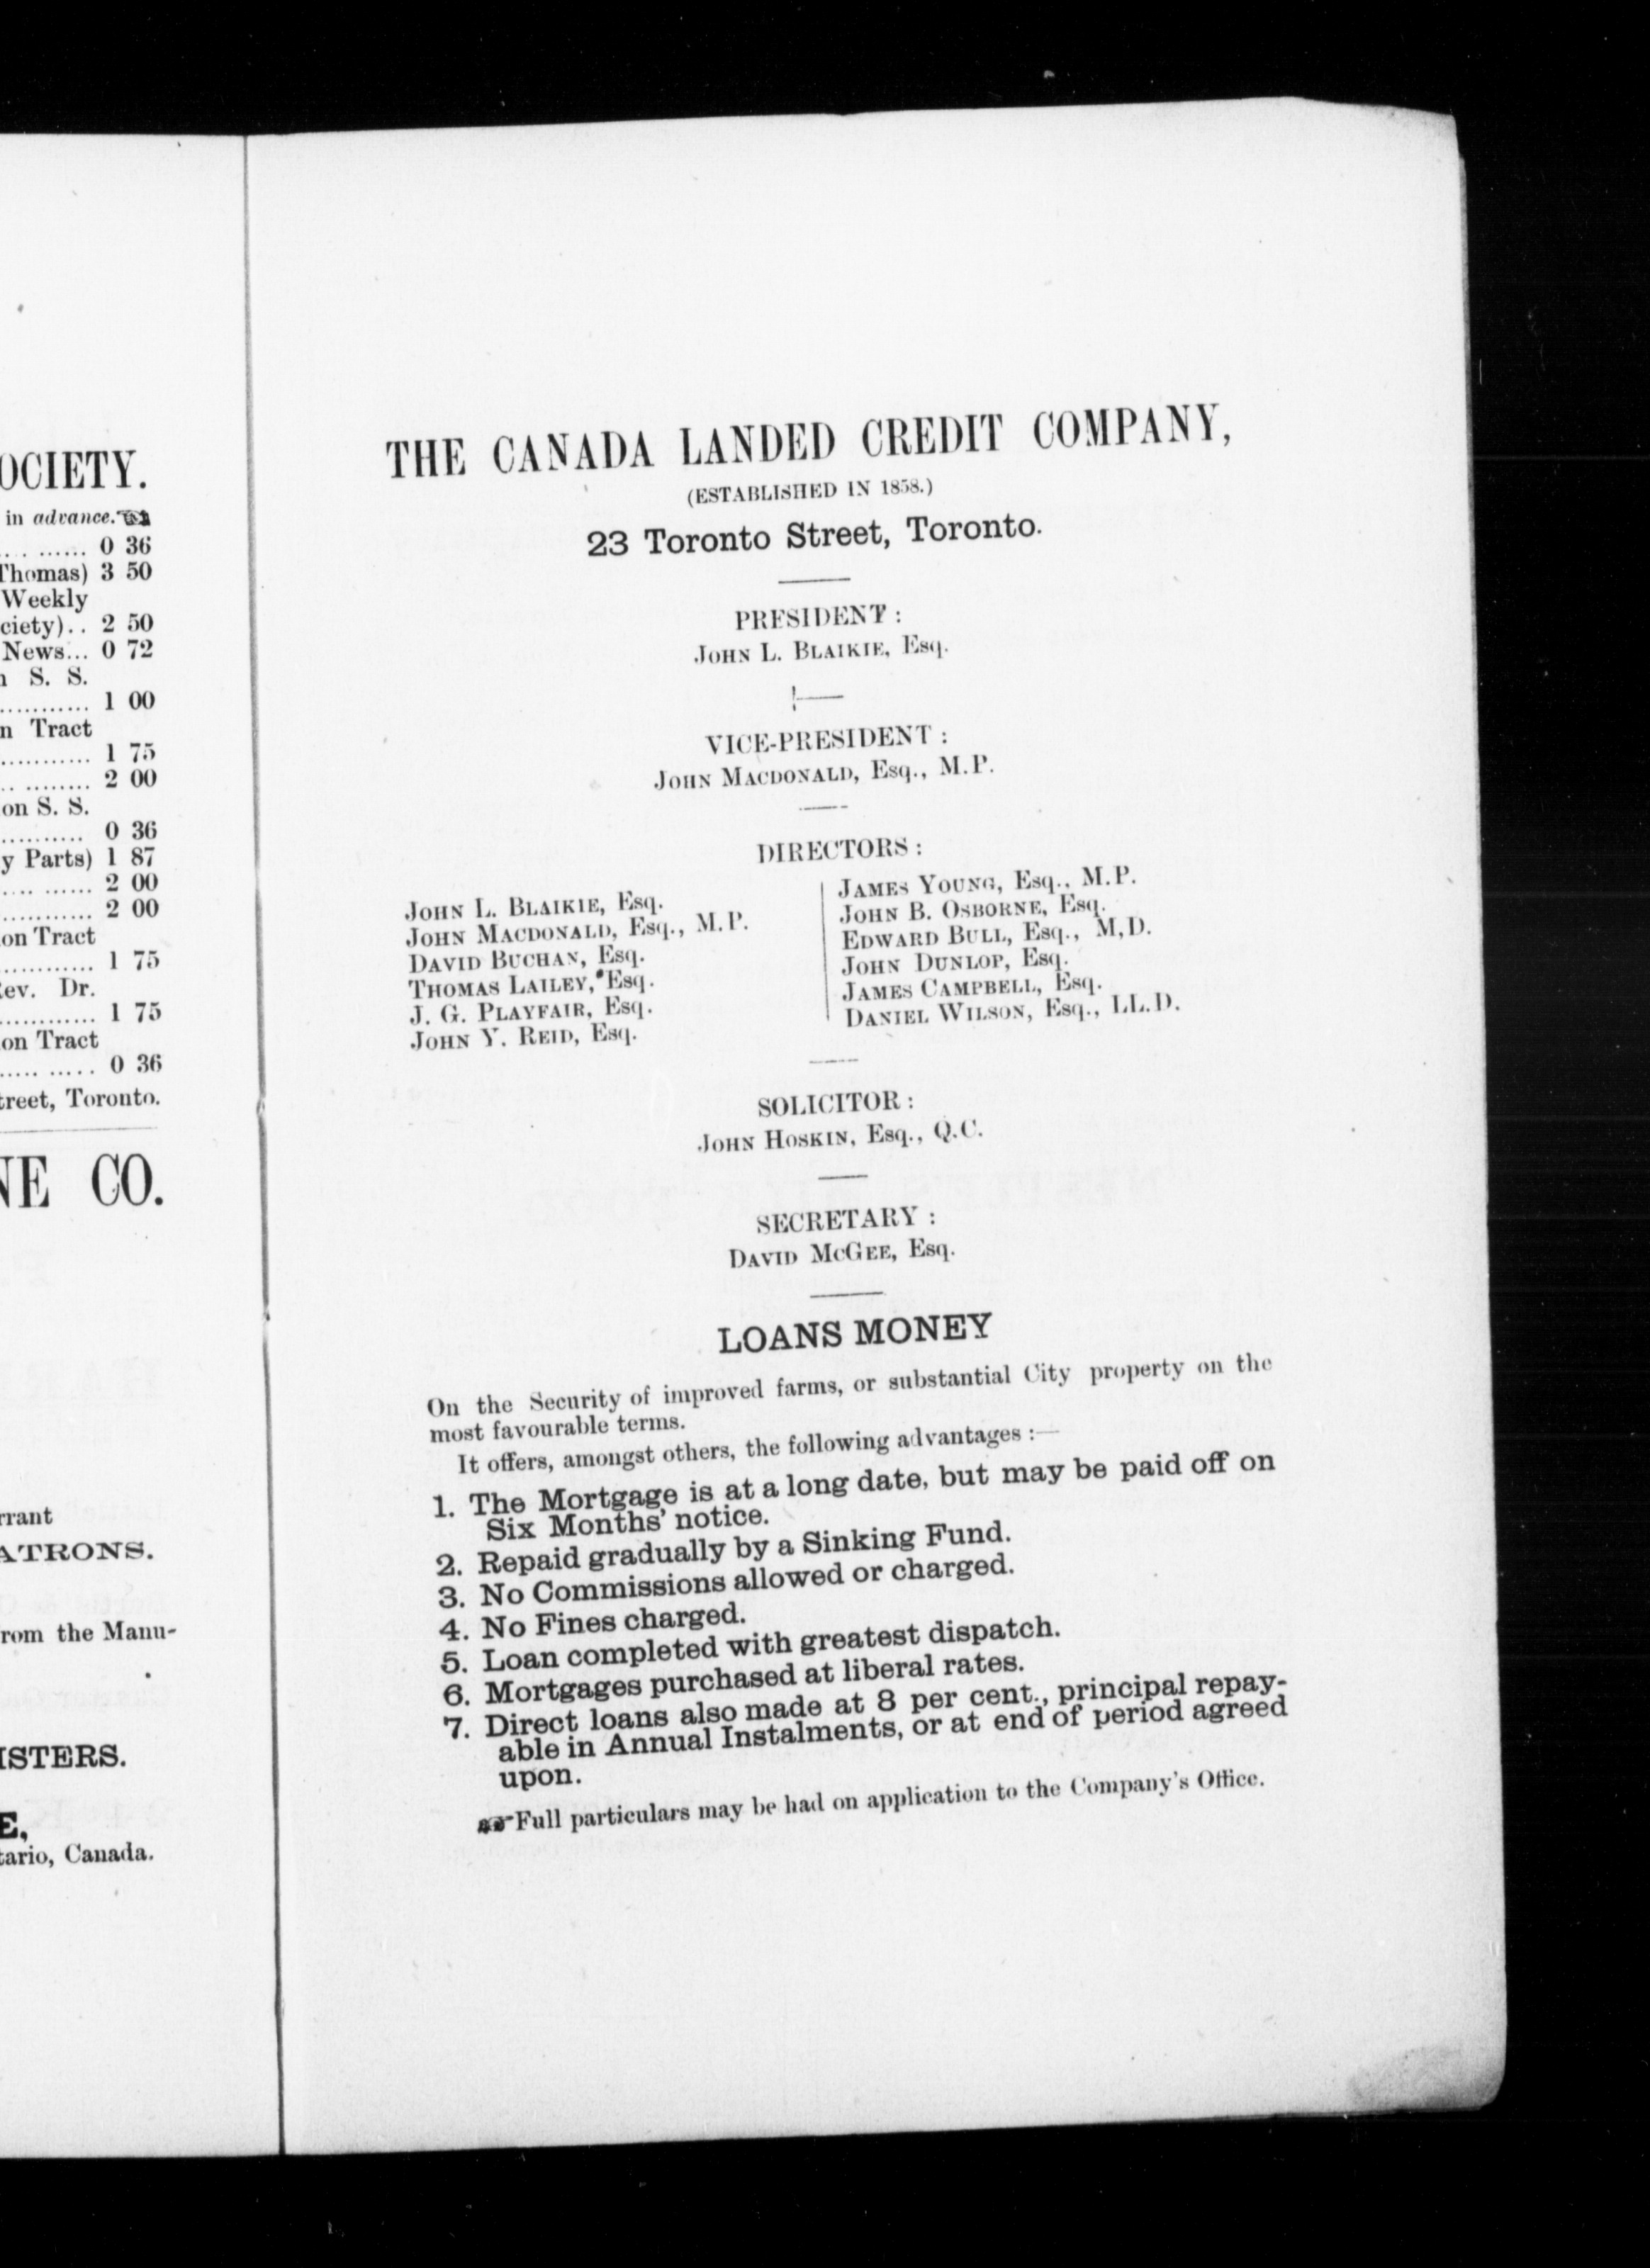 OCIETY.
in advance.
0 36
Thomas) 3 50
Weekly
ciety).. 2 50
News... 0 72
S. S.
1 00
n Tract
1 75
2 00
on S. S.
0 36
y Parts) 1 87
2 00
2 00
on Tract
1 75
ev. Dr.
1 75
on Tract
0 36
treet, Toronto.
NE CO.
rrant
ATRONS.
rom the Manu-
ISTERS.
E,
tario, Canada.
THE CANADA LANDED CREDIT COMPANY,
(ESTABLISHED IN 1858.)
23 Toronto Street, Toronto.
PRESIDENT :
JOHN L. BLAIKIE, Esq.
VICE-PRESIDENT :
JOHN MACDONALD, Esq., M.P.
DIRECTORS :
JOHN L. BLAIKIE, Esq.
JOHN MACDONALD, Esq., M.P.
DAVID BUCHAN, Esq.
THOMAS LAILEY, Esq.
J. G. PLAYFAIR, Esq.
JOHN Y. REID, Esq.
JAMES YOUNG, Esq., M.P.
JOHN B. OSBORNE, Esq.
EDWARD BULL, Esq., M,D.
JOHN DUNLOP, Esq.
JAMES CAMPBELL, Esq.
DANIEL WILSON, Esq., LL.D.
SOLICITOR :
JOHN HOSKIN, Esq., Q.C.
SECRETARY :
DAVID McGEE, Esq.
LOANS MONEY
On the Security of improved farms, or substantial City property on the
most favourable terms.
It offers, amongst others, the following advantages :—
1. The Mortgage is at a long date, but may be paid off on
Six Months' notice.
2. Repaid gradually by a Sinking Fund.
3. No Commissions allowed or charged.
4. No Fines charged.
5. Loan completed with greatest dispatch.
6. Mortgages purchased at liberal rates.
7. Direct loans also made at 8 per cent., principal repay-
able in Annual Instalments, or at end of period agreed
upon.
☞Full particulars may be had on application to the Company's Office.